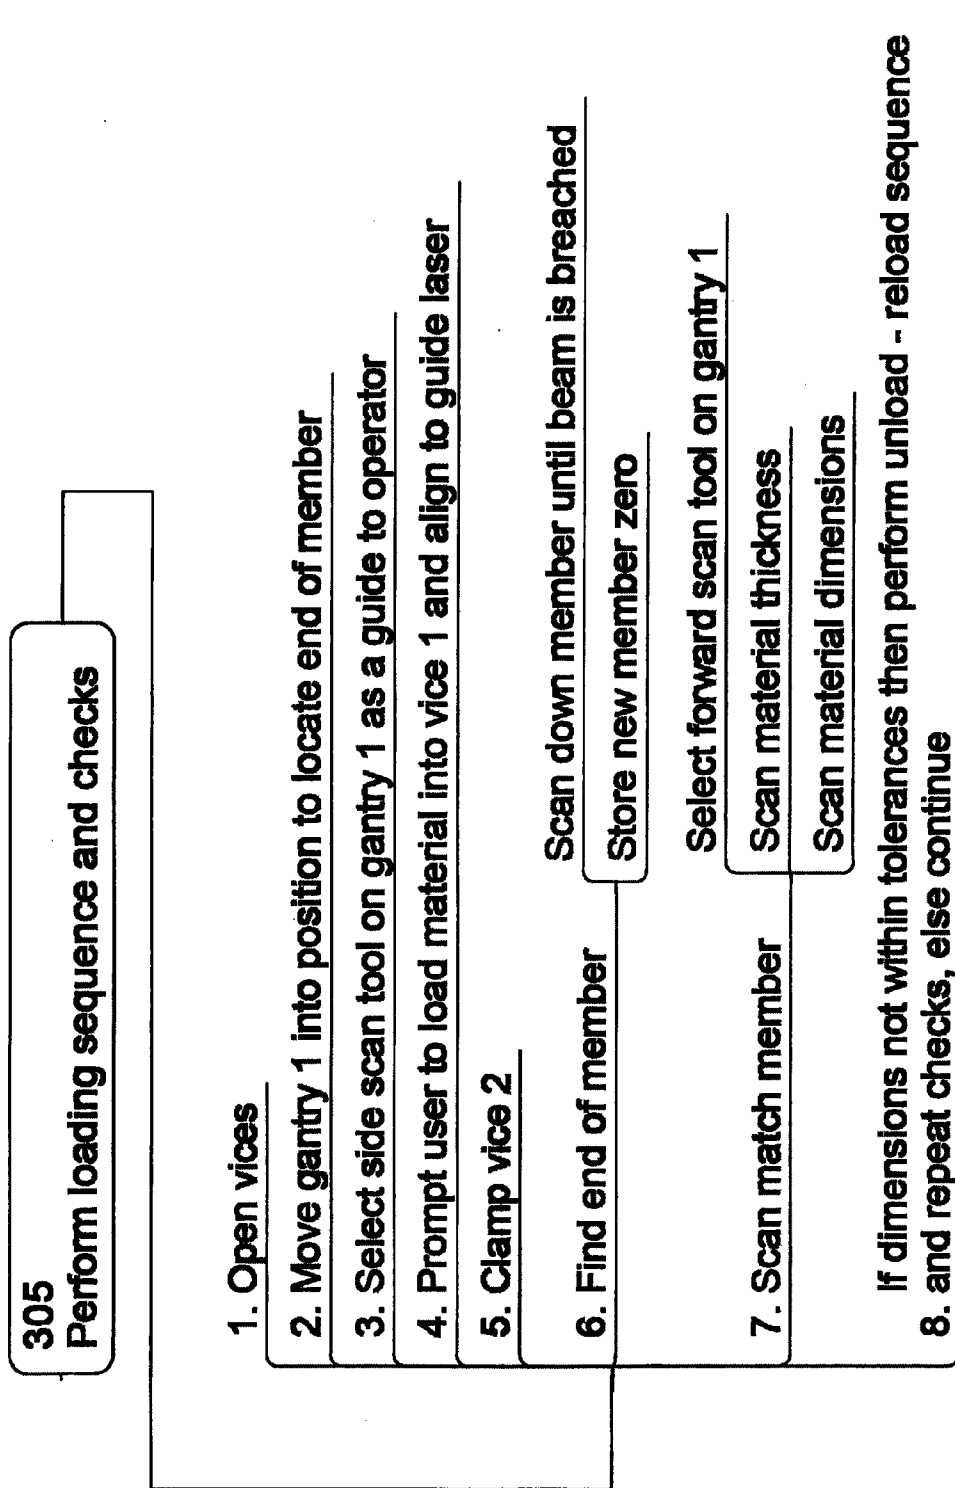 305
Perform loading sequence and checks
1. Open vices
2. Move gantry 1 into position to locate end of member
3. Select side scan tool on gantry 1 as a guide to operator
4. Prompt user to load material into vice 1 and align to guide laser
5. Clamp vice 2
6. Find end of member
Scan down member until beam is breached
Store new member zero
7. Scan match member
Select forward scan tool on gantry 1
Scan material thickness
Scan material dimensions
If dimensions not within tolerances then perform unload - reload sequence
8. and repeat checks, else continue